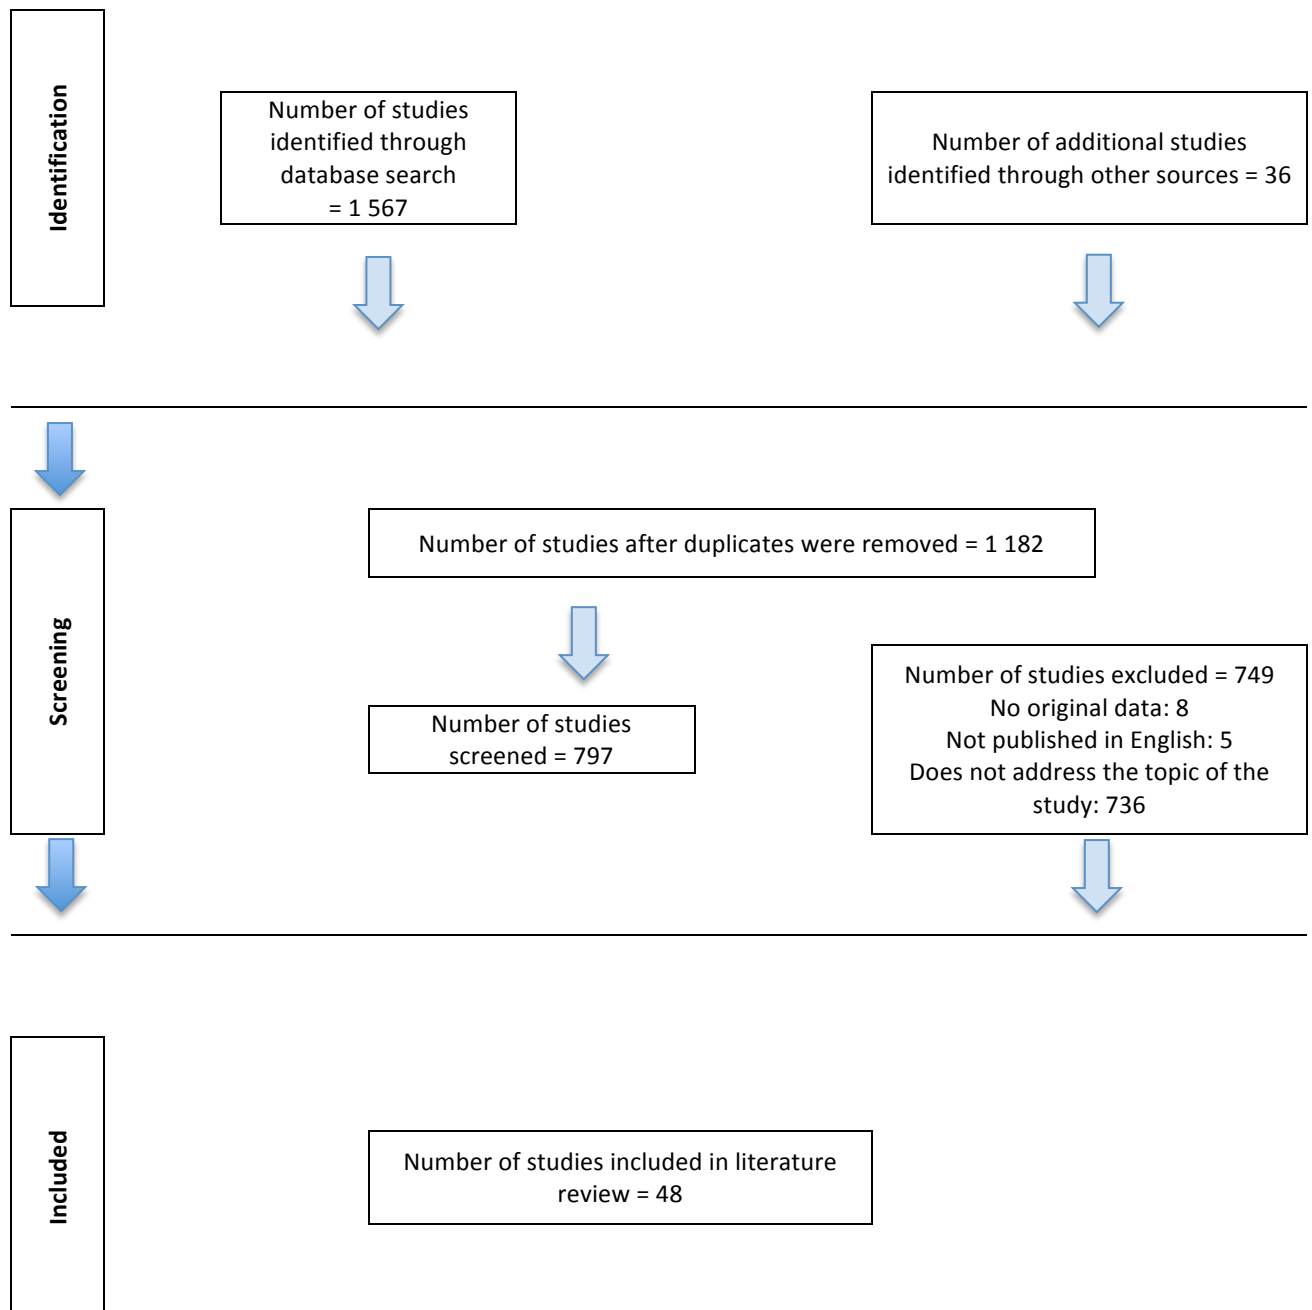 Identification
Number of studies
identified through
database search
= 1 567
Number of additional studies
identified through other sources = 36
Screening
Number of studies after duplicates were removed = 1 182
Number of studies
screened = 797
Number of studies excluded = 749
No original data: 8
Not published in English: 5
Does not address the topic of the
study: 736
Included
Number of studies included in literature
review = 48